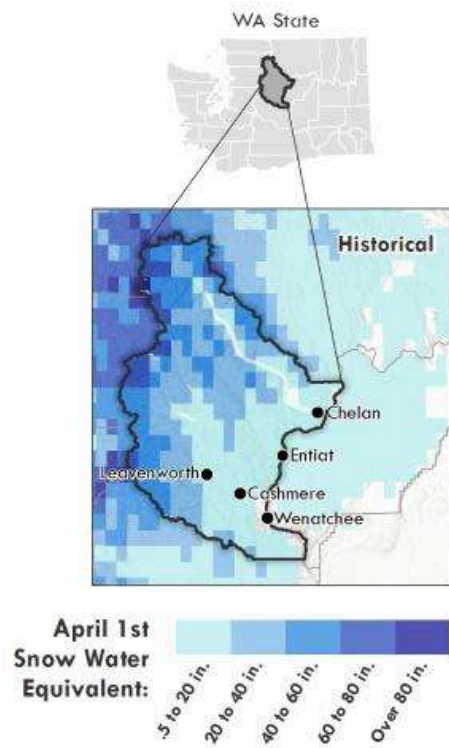 WA State
Historical
Chelan
Entiat
Leavenworth
Cashmere
Wenatchee
April 1st
Snow Water
Equivalent:
.5 to 20 in.
20 to 40 in.
40 to 60 in.
60 to 80 in.
Over 80 in.